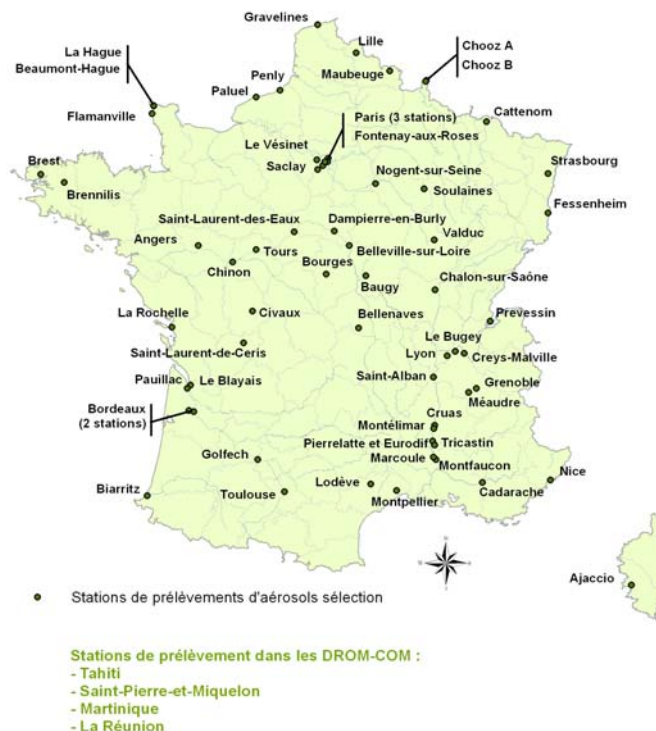 Gravelines
Lille
La Hague
Beaumont-Hague
Chooz A
Chooz B
Maubeuge
Penly
Paluel
Flamanville
Paris (3 stations)
Fontenay-aux-Roses
Cattenom
Le Vésinet
Saclay
Brest
Brennilis
Nogent-sur-Seine
Strasbourg
Soulaines
Fessenheim
Saint-Laurent-des-Eaux
Dampierre-en-Burly
Angers
Valduc
Tours
Belleville-sur-Loire
Chinon
Bourges
Baugy
Chalon-sur-Saône
La Rochelle
Civaux
Bellenaves
Prevessin
Le Bugey
Saint-Laurent-de-Ceris
Lyon
Creys-Malville
Pauillac
Le Blayais
Saint-Alban
Grenoble
Méaudre
Bordeaux
(2 stations)
Cruas
Montélimar
Pierrelatte et Eurodif
Tricastin
Golfech
Marcoule
Montfaucon
Nice
Biarritz
Toulouse
Lodève
Montpellier
Cadarache
Ajaccio
Stations de prélèvements d'aérosols sélection
Stations de prélèvement dans les DROM-COM :
- Tahiti
- Saint-Pierre-et-Miquelon
- Martinique
- La Réunion